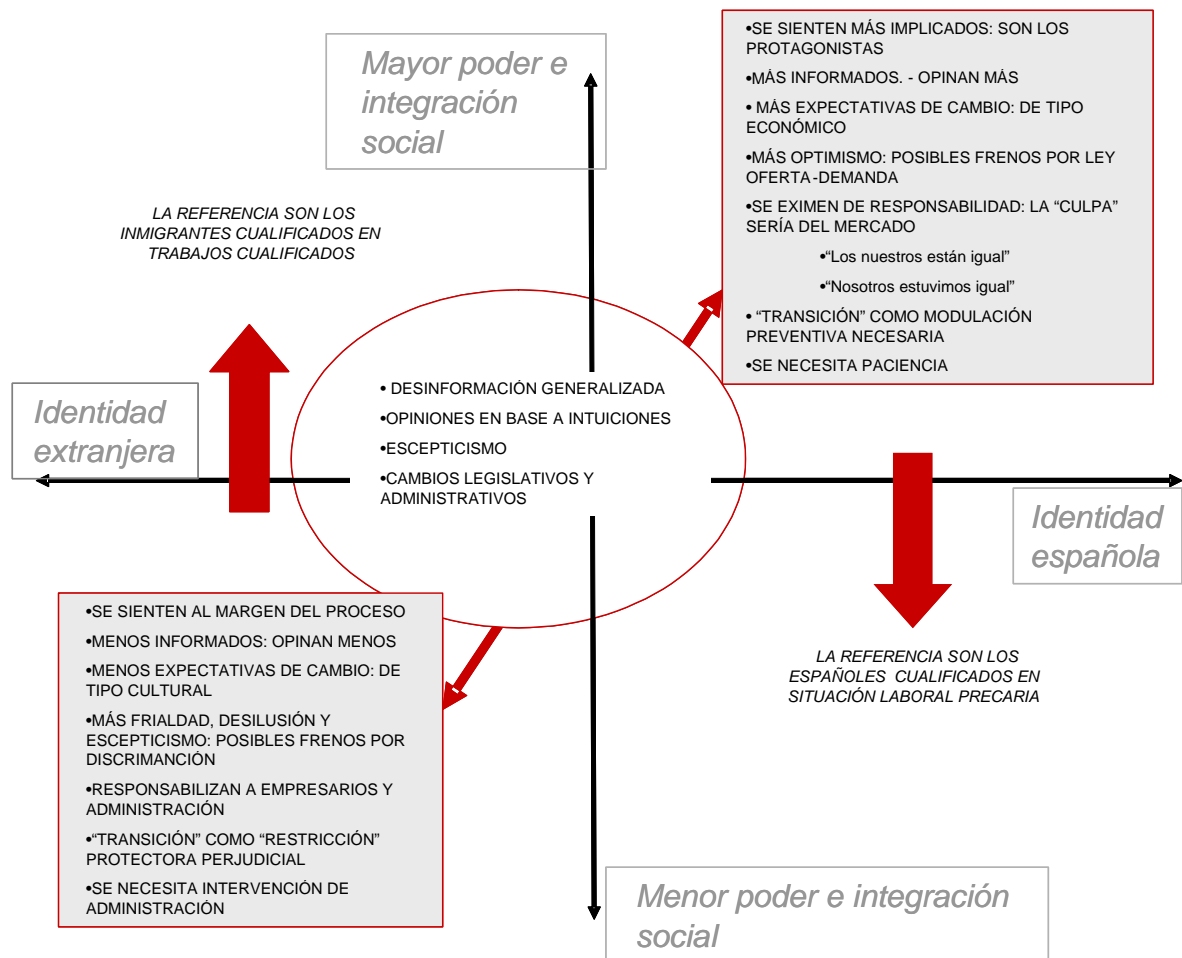 Mayor poder e
integración
social
•SE SIENTEN MÁS IMPLICADOS: SON LOS
PROTAGONISTAS
•MÁS INFORMADOS. - OPINAN MÁS
• MÁS EXPECTATIVAS DE CAMBIO: DE TIPO
ECONÓMICO
•MÁS OPTIMISMO: POSIBLES FRENOS POR LEY
OFERTA-DEMANDA
•SE EXIMEN DE RESPONSABILIDAD: LA “CULPA”
SERÍA DEL MERCADO
•“Los nuestros están igual”
•“Nosotros estuvimos igual”
• “TRANSICIÓN” COMO MODULACIÓN
PREVENTIVA NECESARIA
•SE NECESITA PACIENCIA
LA REFERENCIA SON LOS
INMIGRANTES CUALIFICADOS EN
TRABAJOS CUALIFICADOS
Identidad
extranjera
• DESINFORMACIÓN GENERALIZADA
•OPINIONES EN BASE A INTUICIONES
•ESCEPTICISMO
•CAMBIOS LEGISLATIVOS Y
ADMINISTRATIVOS
Identidad
española
•SE SIENTEN AL MARGEN DEL PROCESO
•MENOS INFORMADOS: OPINAN MENOS
•MENOS EXPECTATIVAS DE CAMBIO: DE
TIPO CULTURAL
•MÁS FRIALDAD, DESILUSIÓN Y
ESCEPTICISMO: POSIBLES FRENOS POR
DISCRIMANCIÓN
•RESPONSABILIZAN A EMPRESARIOS Y
ADMINISTRACIÓN
•“TRANSICIÓN” COMO “RESTRICCIÓN”
PROTECTORA PERJUDICIAL
•SE NECESITA INTERVENCIÓN DE
ADMINISTRACIÓN
LA REFERENCIA SON LOS
ESPAÑOLES CUALIFICADOS EN
SITUACIÓN LABORAL PRECARIA
Menor poder e integración
social